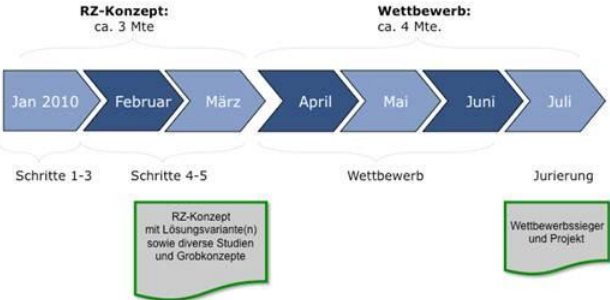 RZ-Konzept:
ca. 3 Mte
Wettbewerb:
ca. 4 Mte.
Jan 2010
Februar
März
April
Mai
Juni
Juli
Schritte 1-3
Schritte 4-5
Wettbewerb
Jurierung
RZ-Konzept
mit Lösungsvariante(n)
sowie diverse Studien
und Grobkonzepte
Wettbewerbssieger
und Projekt